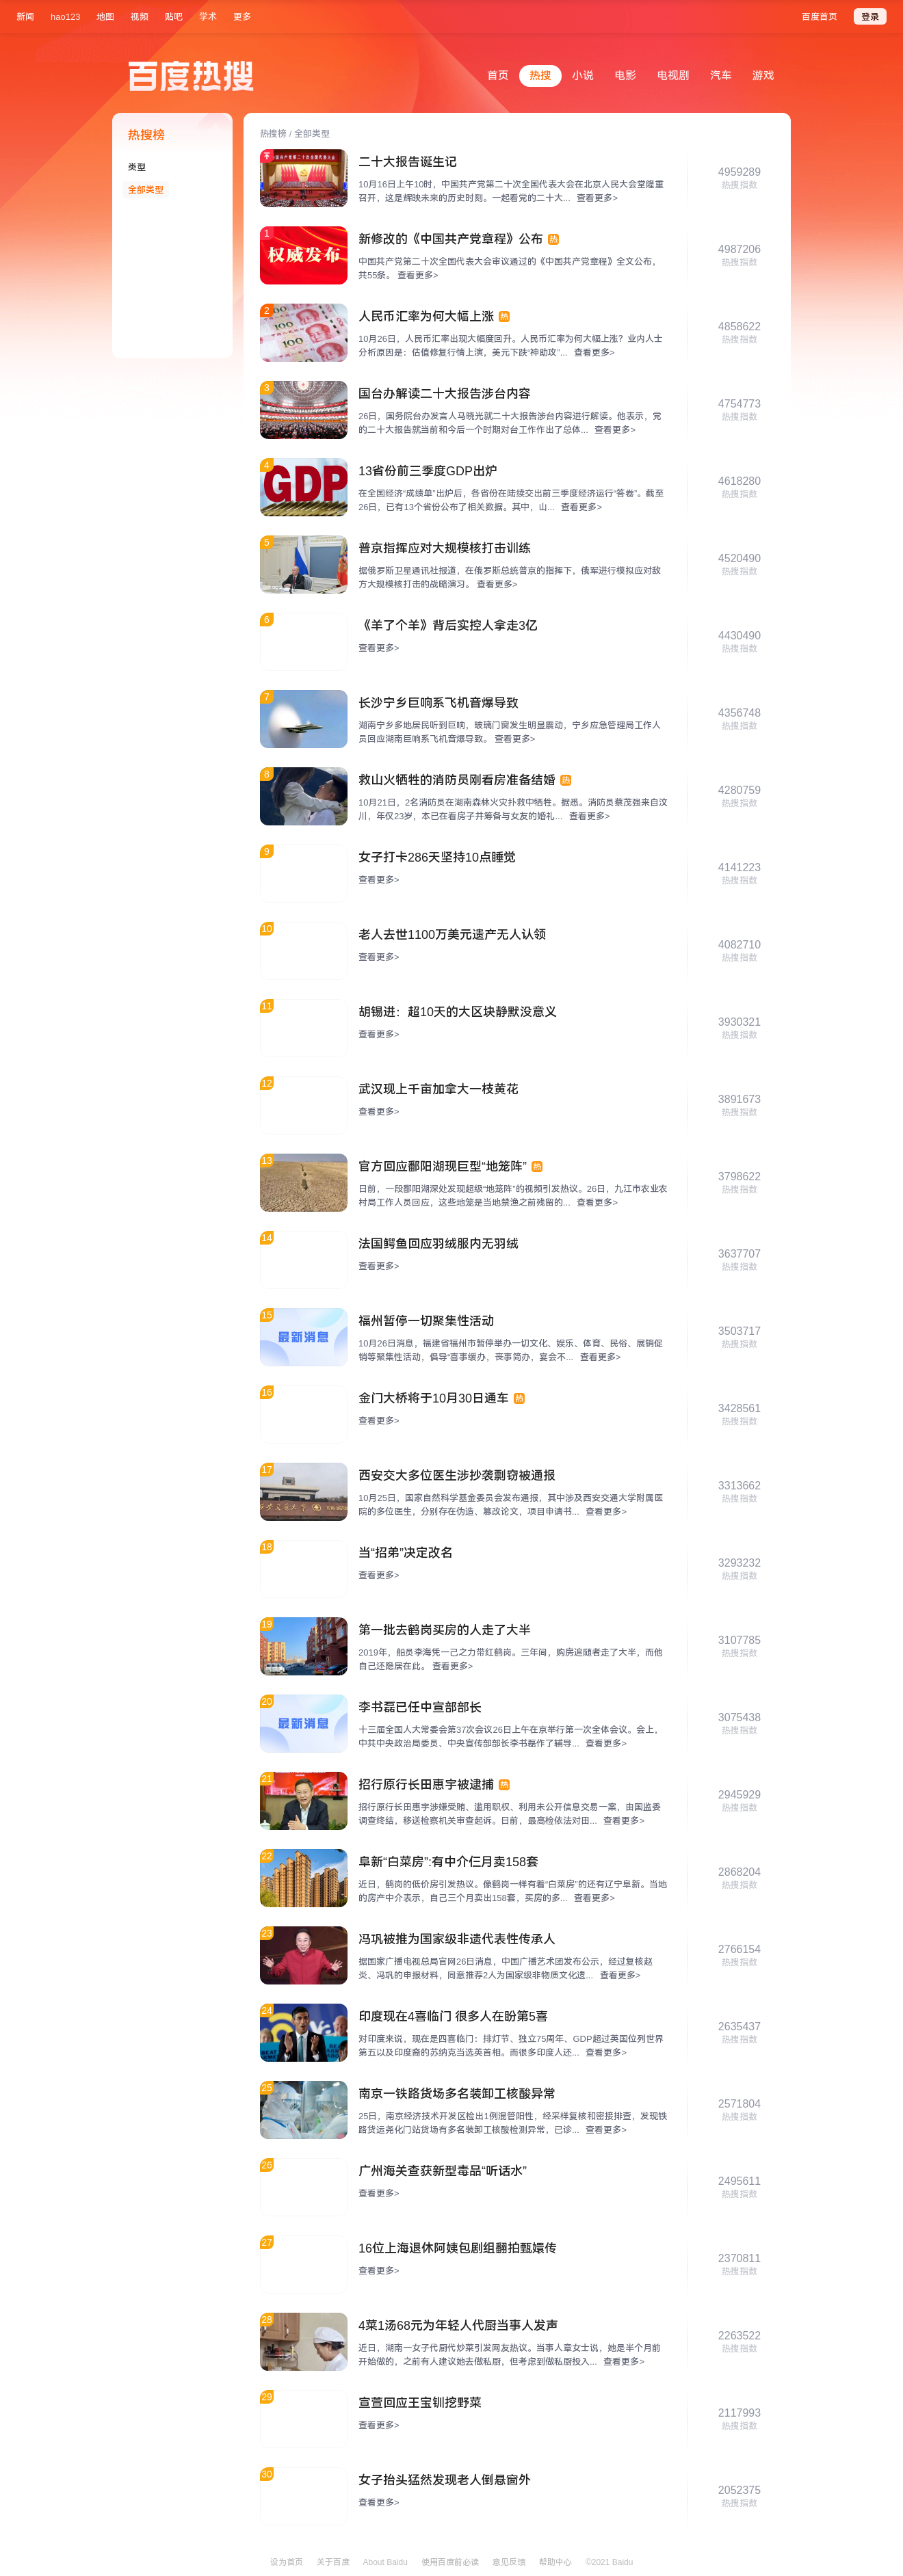 新闻 hao123 地图 视频 贴吧 学术 更多
百度首页 登录
百度热搜
首页 热搜 小说 电影 电视剧 汽车 游戏
热搜榜
类型
全部类型
热搜榜 / 全部类型
二十大报告诞生记
10月16日上午10时，中国共产党第二十次全国代表大会在北京人民大会堂隆重
召开，这是辉映未来的历史时刻。一起看党的二十大... 查看更多>
4959289
热搜指数
1
权威发布
新修改的《中国共产党章程》公布 热
中国共产党第二十次全国代表大会审议通过的《中国共产党章程》全文公布，
共55条。 查看更多>
4987206
热搜指数
2
人民币汇率为何大幅上涨 热
10月26日，人民币汇率出现大幅度回升。人民币汇率为何大幅上涨？业内人士
分析原因是：估值修复行情上演，美元下跌“神助攻”... 查看更多>
4858622
热搜指数
3
国台办解读二十大报告涉台内容
26日，国务院台办发言人马晓光就二十大报告涉台内容进行解读。他表示，党
的二十大报告就当前和今后一个时期对台工作作出了总体... 查看更多>
4754773
热搜指数
4
GDP
13省份前三季度GDP出炉
在全国经济“成绩单”出炉后，各省份在陆续交出前三季度经济运行“答卷”。截至
26日，已有13个省份公布了相关数据。其中，山... 查看更多>
4618280
热搜指数
5
普京指挥应对大规模核打击训练
据俄罗斯卫星通讯社报道，在俄罗斯总统普京的指挥下，俄军进行模拟应对敌
方大规模核打击的战略演习。 查看更多>
4520490
热搜指数
6
《羊了个羊》背后实控人拿走3亿
查看更多>
4430490
热搜指数
7
长沙宁乡巨响系飞机音爆导致
湖南宁乡多地居民听到巨响，玻璃门窗发生明显震动，宁乡应急管理局工作人
员回应湖南巨响系飞机音爆导致。 查看更多>
4356748
热搜指数
8
救山火牺牲的消防员刚看房准备结婚 热
10月21日，2名消防员在湖南森林火灾扑救中牺牲。据悉。消防员蔡茂强来自汶
川，年仅23岁，本已在看房子并筹备与女友的婚礼... 查看更多>
4280759
热搜指数
9
女子打卡286天坚持10点睡觉
查看更多>
4141223
热搜指数
10
老人去世1100万美元遗产无人认领
查看更多>
4082710
热搜指数
11
胡锡进：超10天的大区块静默没意义
查看更多>
3930321
热搜指数
12
武汉现上千亩加拿大一枝黄花
查看更多>
3891673
热搜指数
13
官方回应鄱阳湖现巨型“地笼阵” 热
日前，一段鄱阳湖深处发现超级“地笼阵”的视频引发热议。26日，九江市农业农
村局工作人员回应，这些地笼是当地禁渔之前残留的... 查看更多>
3798622
热搜指数
14
法国鳄鱼回应羽绒服内无羽绒
查看更多>
3637707
热搜指数
15
最新消息
福州暂停一切聚集性活动
10月26日消息，福建省福州市暂停举办一切文化、娱乐、体育、民俗、展销促
销等聚集性活动，倡导“喜事缓办，丧事简办，宴会不... 查看更多>
3503717
热搜指数
16
金门大桥将于10月30日通车 热
查看更多>
3428561
热搜指数
17
西安交大多位医生涉抄袭剽窃被通报
10月25日，国家自然科学基金委员会发布通报，其中涉及西安交通大学附属医
院的多位医生，分别存在伪造、篡改论文，项目申请书... 查看更多>
3313662
热搜指数
18
当“招弟”决定改名
查看更多>
3293232
热搜指数
19
第一批去鹤岗买房的人走了大半
2019年，船员李海凭一己之力带红鹤岗。三年间，购房追随者走了大半，而他
自己还隐居在此。 查看更多>
3107785
热搜指数
20
最新消息
李书磊已任中宣部部长
十三届全国人大常委会第37次会议26日上午在京举行第一次全体会议。会上，
中共中央政治局委员、中央宣传部部长李书磊作了辅导... 查看更多>
3075438
热搜指数
21
招行原行长田惠宇被逮捕 热
招行原行长田惠宇涉嫌受贿、滥用职权、利用未公开信息交易一案，由国监委
调查终结，移送检察机关审查起诉。日前，最高检依法对田... 查看更多>
2945929
热搜指数
22
阜新“白菜房”:有中介仨月卖158套
近日，鹤岗的低价房引发热议。像鹤岗一样有着“白菜房”的还有辽宁阜新。当地
的房产中介表示，自己三个月卖出158套，买房的多... 查看更多>
2868204
热搜指数
23
冯巩被推为国家级非遗代表性传承人
据国家广播电视总局官网26日消息，中国广播艺术团发布公示，经过复核赵
炎、冯巩的申报材料，同意推荐2人为国家级非物质文化遗... 查看更多>
2766154
热搜指数
24
印度现在4喜临门 很多人在盼第5喜
对印度来说，现在是四喜临门：排灯节、独立75周年、GDP超过英国位列世界
第五以及印度裔的苏纳克当选英首相。而很多印度人还... 查看更多>
2635437
热搜指数
25
南京一铁路货场多名装卸工核酸异常
25日，南京经济技术开发区检出1例混管阳性，经采样复核和密接排查，发现铁
路货运尧化门站货场有多名装卸工核酸检测异常，已诊... 查看更多>
2571804
热搜指数
26
广州海关查获新型毒品“听话水”
查看更多>
2495611
热搜指数
27
16位上海退休阿姨包剧组翻拍甄嬛传
查看更多>
2370811
热搜指数
28
4菜1汤68元为年轻人代厨当事人发声
近日，湖南一女子代厨代炒菜引发网友热议。当事人章女士说，她是半个月前
开始做的，之前有人建议她去做私厨，但考虑到做私厨投入... 查看更多>
2263522
热搜指数
29
宣萱回应王宝钏挖野菜
查看更多>
2117993
热搜指数
30
女子抬头猛然发现老人倒悬窗外
查看更多>
2052375
热搜指数
设为首页 关于百度 About Baidu 使用百度前必读 意见反馈 帮助中心 ©2021 Baidu